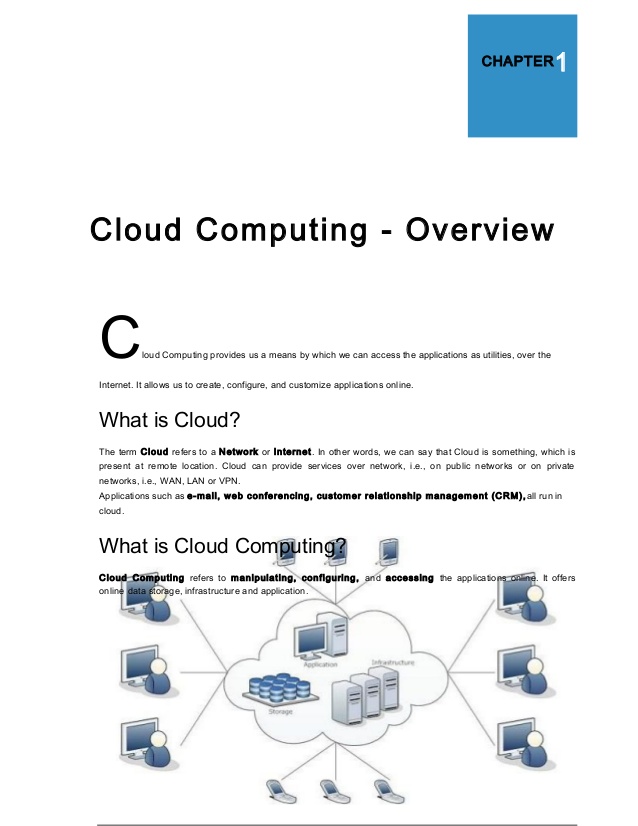 CHAPTER1
Cloud Computing - Overview
Cloud Computing provides us a means by which we can access the applications as utilities, over the
Internet. It allows us to create, configure, and customize applications online.
What is Cloud?
The term Cloud refers to a Network or Internet. In other words, we can say that Cloud is something, which is
present at remote location. Cloud can provide services over network, i.e., on public networks or on private
networks, i.e., WAN, LAN or VPN.
Applications such as e-mail, web conferencing, customer relationship management (CRM), all run in
cloud.
What is Cloud Computing?
Cloud Computing refers to manipulating, configuring, and accessing the applications online. It offers
online data storage, infrastructure and application.
Application
Infrastructure
Storage